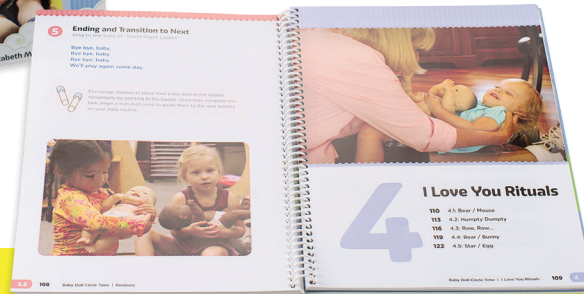 zabeth M
5 Ending and Transition to Next
Sing to the tune of "Good Night Ladies"
Bye bye, baby.
Bye bye, baby.
Bye bye, baby.
We'll play again some day.
Encourage children to place their baby dolls in the basket
nonverbally by pointing to the basket. Once they complete this
task, begin a transition song to guide them to the next activity
on your daily routine.
3.5 108 Baby Doll Circle Time |
4
I Love You Rituals
110 4.1: Bear / Mouse
113 4.2: Humpty Dumpty
116 4.3: Row, Row...
119 4.4: Bear / Bunny
122 4.5: Star / Egg
Baby Doll Circle Time | I Love You Rituals 109 4